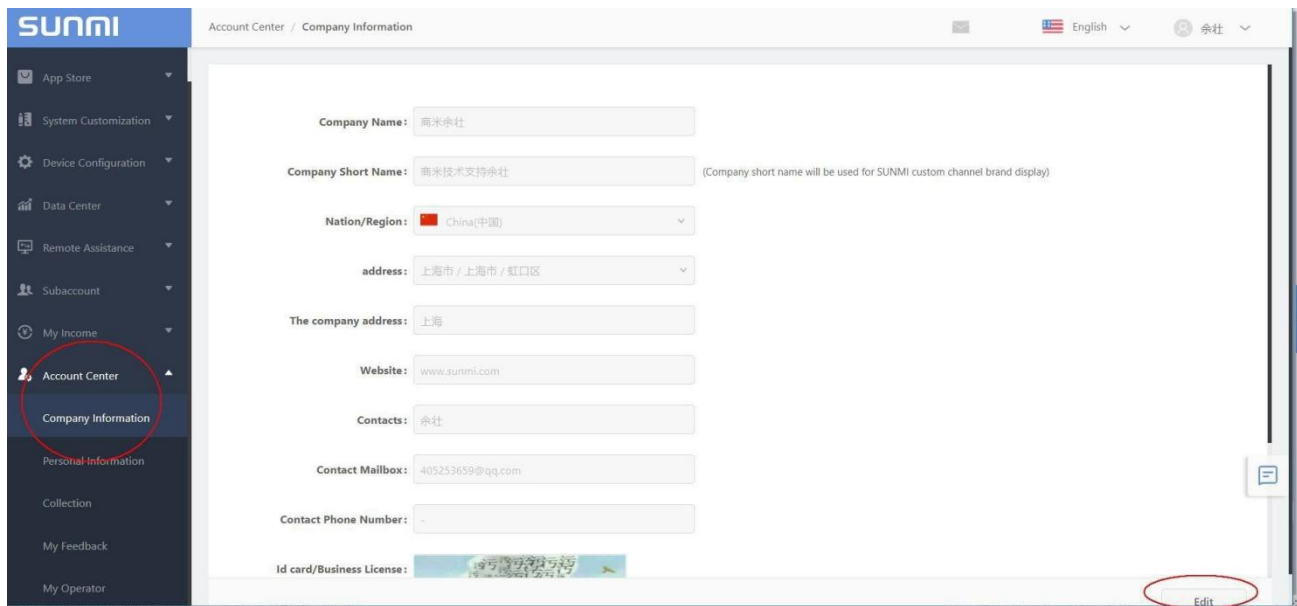 SUNMI
Account Center / Company Information
English
余壮
App Store
System Customization
Device Configuration
Data Center
Remote Assistance
Subaccount
My Income
Account Center
Company Information
Personal Information
Collection
My Feedback
My Operator
Company Name: 商米余壮
Company Short Name: 商米技术支持余壮 (Company short name will be used for SUNMI custom channel brand display)
Nation/Region: China(中国)
address: 上海市 / 上海市 / 虹口区
The company address: 上海
Website: www.sunmi.com
Contacts: 余壮
Contact Mailbox: 405253659@qq.com
Contact Phone Number: -
Id card/Business License:
Edit